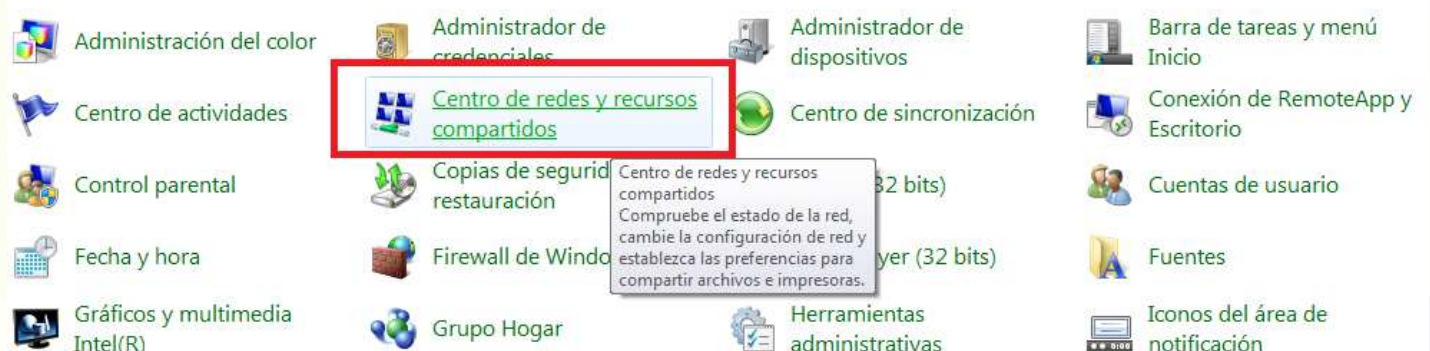 Administración del color
Administrador de
credenciales
Administrador de
dispositivos
Barra de tareas y menú
Inicio
Centro de actividades
Centro de redes y recursos
compartidos
Centro de sincronización
Conexión de RemoteApp y
Escritorio
Control parental
Copias de segurid
restauración
32 bits)
Cuentas de usuario
Centro de redes y recursos
compartidos
Compruebe el estado de la red,
cambie la configuración de red y
establezca las preferencias para
compartir archivos e impresoras.
Fecha y hora
Firewall de Windo
yer (32 bits)
Fuentes
Gráficos y multimedia
Intel(R)
Grupo Hogar
Herramientas
administrativas
Iconos del área de
notificación